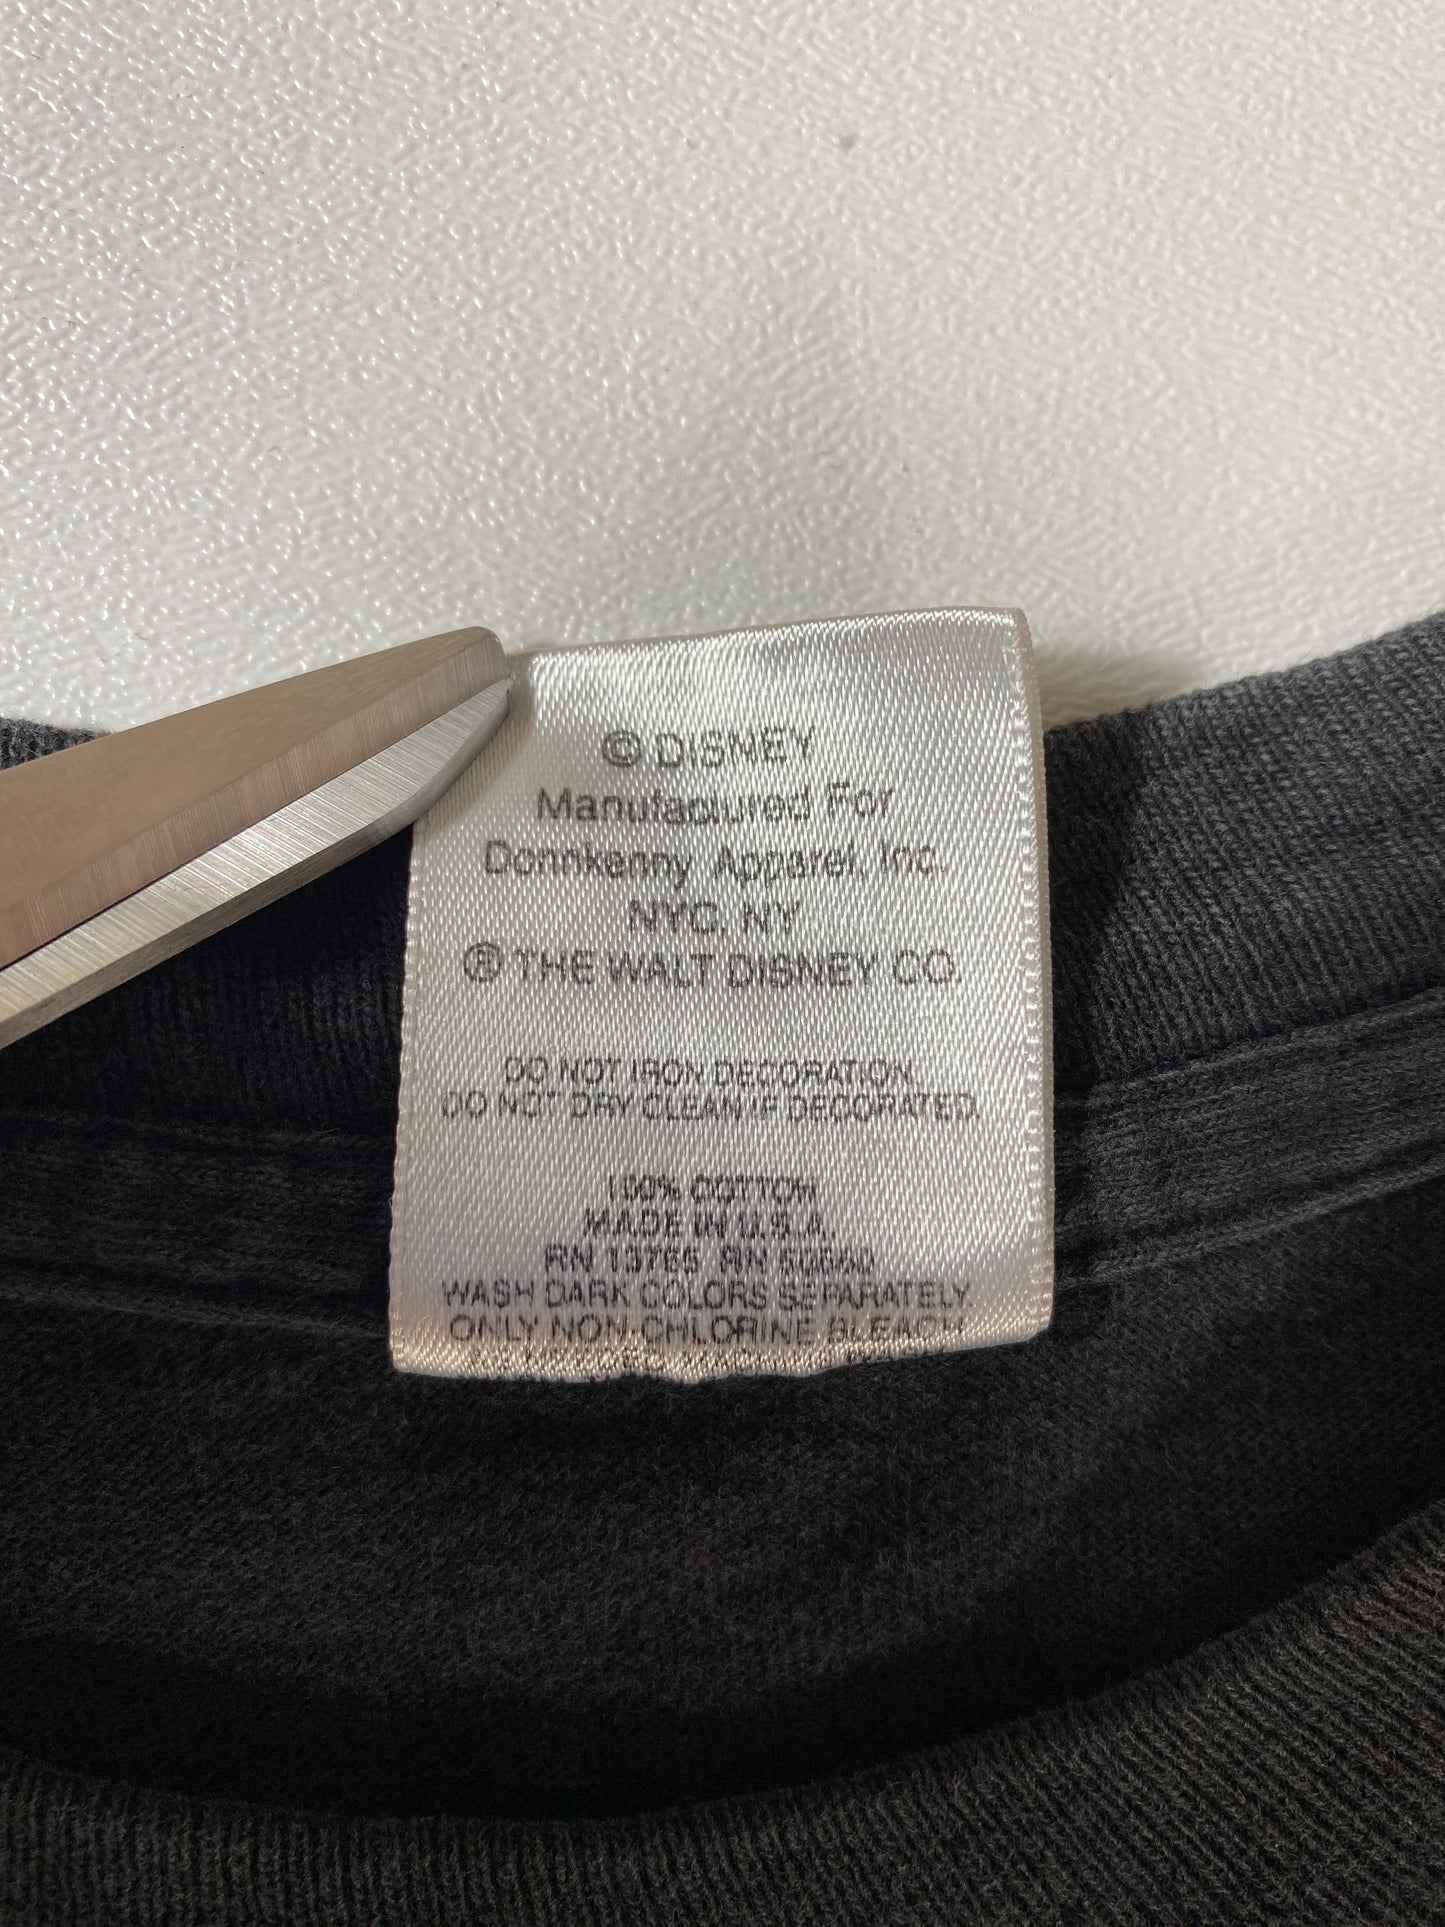 © DISNEY
Manufactured For
Donnkenny Apparel, Inc.
NYC, NY
® THE WALT DISNEY CO.
DO NOT IRON DECORATION.
DO NOT DRY CLEAN IF DECORATED.
100% COTTON
MADE IN U.S.A.
RN 13765 RN 50560
WASH DARK COLORS SEPARATELY.
ONLY NON CHLORINE BLEACH